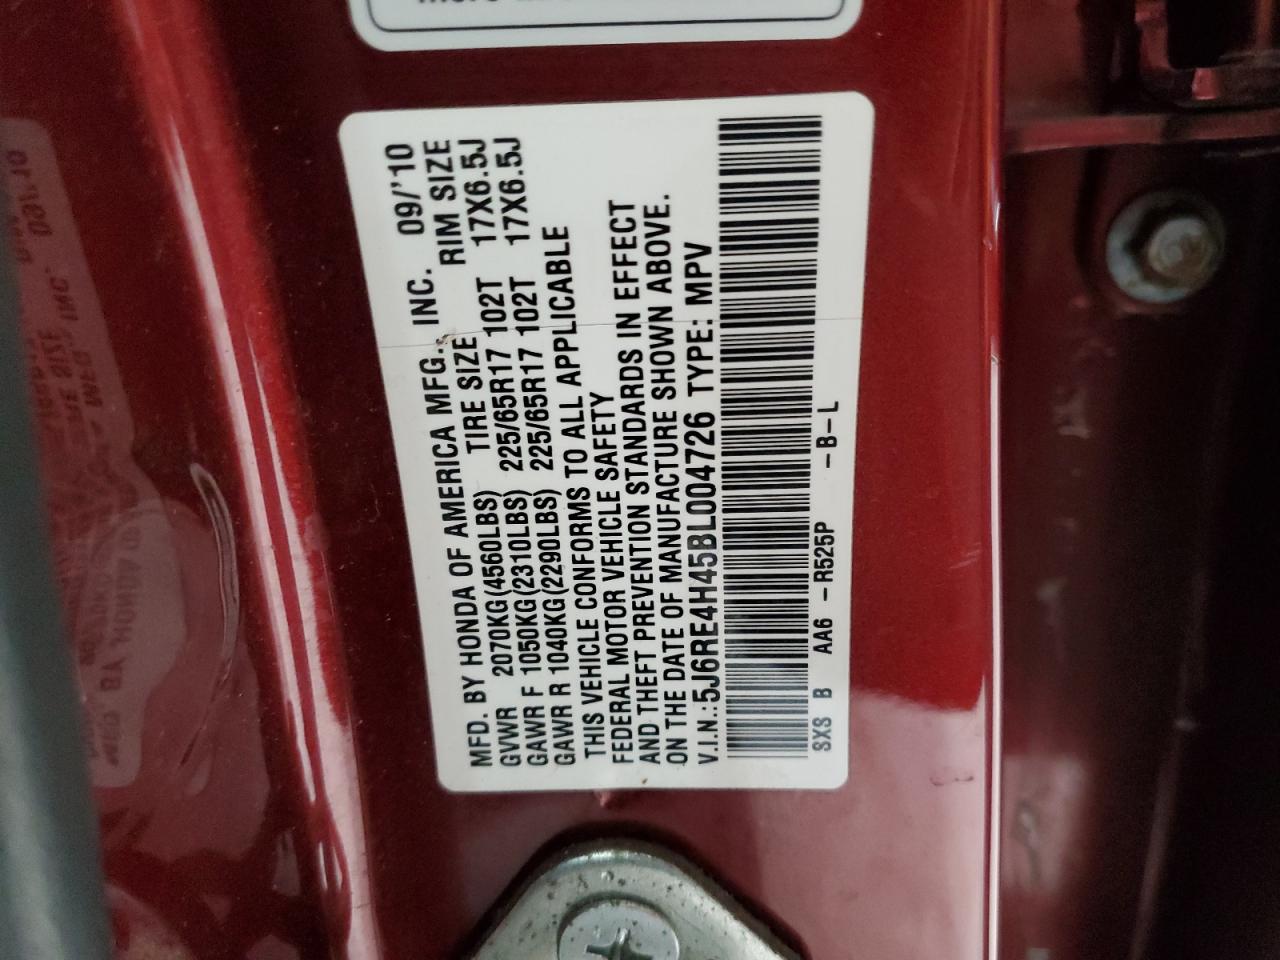 MFD. BY HONDA OF AMERICA MFG., INC. 09/'10
GVWR 2070KG(4560LBS) TIRE SIZE RIM SIZE
GAWR F 1050KG(2310LBS) 225/65R17 102T 17X6.5J
GAWR R 1040KG(2290LBS) 225/65R17 102T 17X6.5J
THIS VEHICLE CONFORMS TO ALL APPLICABLE
FEDERAL MOTOR VEHICLE SAFETY
AND THEFT PREVENTION STANDARDS IN EFFECT
ON THE DATE OF MANUFACTURE SHOWN ABOVE.
V.I.N.: 5J6RE4H45BL004726 TYPE: MPV
SXS B AA6 -R525P -B-L